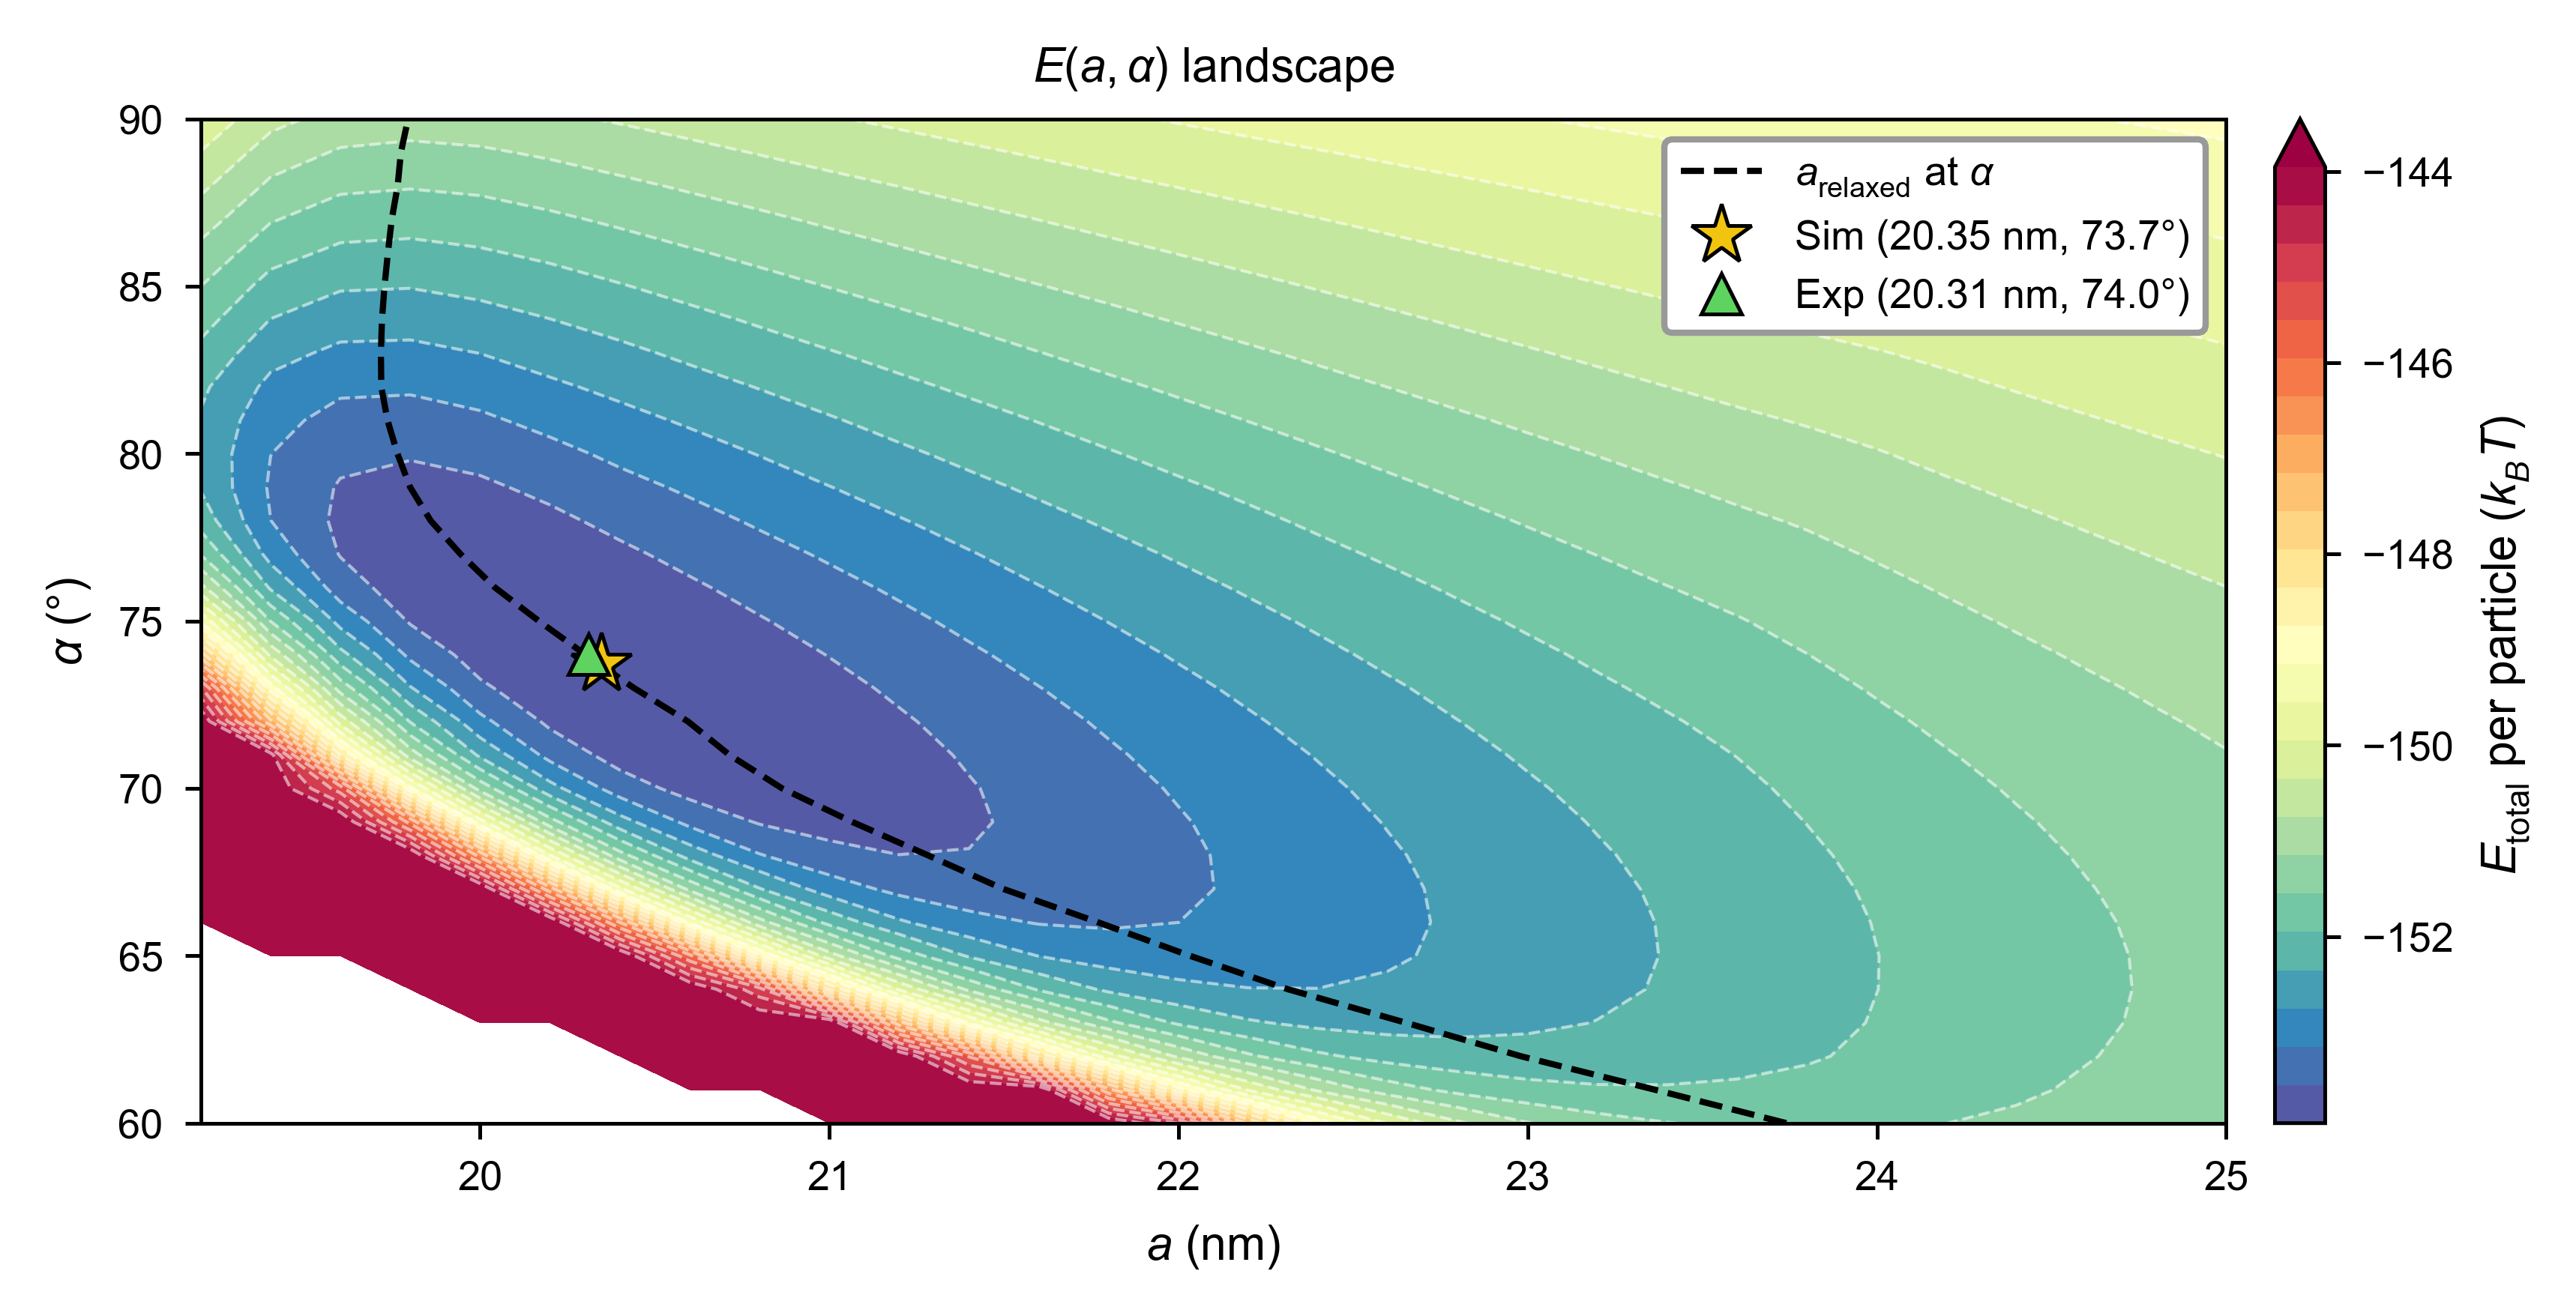 E(a, α) landscape
90
85
80
75
70
65
60
α (°)
20
21
22
23
24
25
a (nm)
a_relaxed at α
Sim (20.35 nm, 73.7°)
Exp (20.31 nm, 74.0°)
−144
−146
−148
−150
−152
E_total per particle (k_B T)